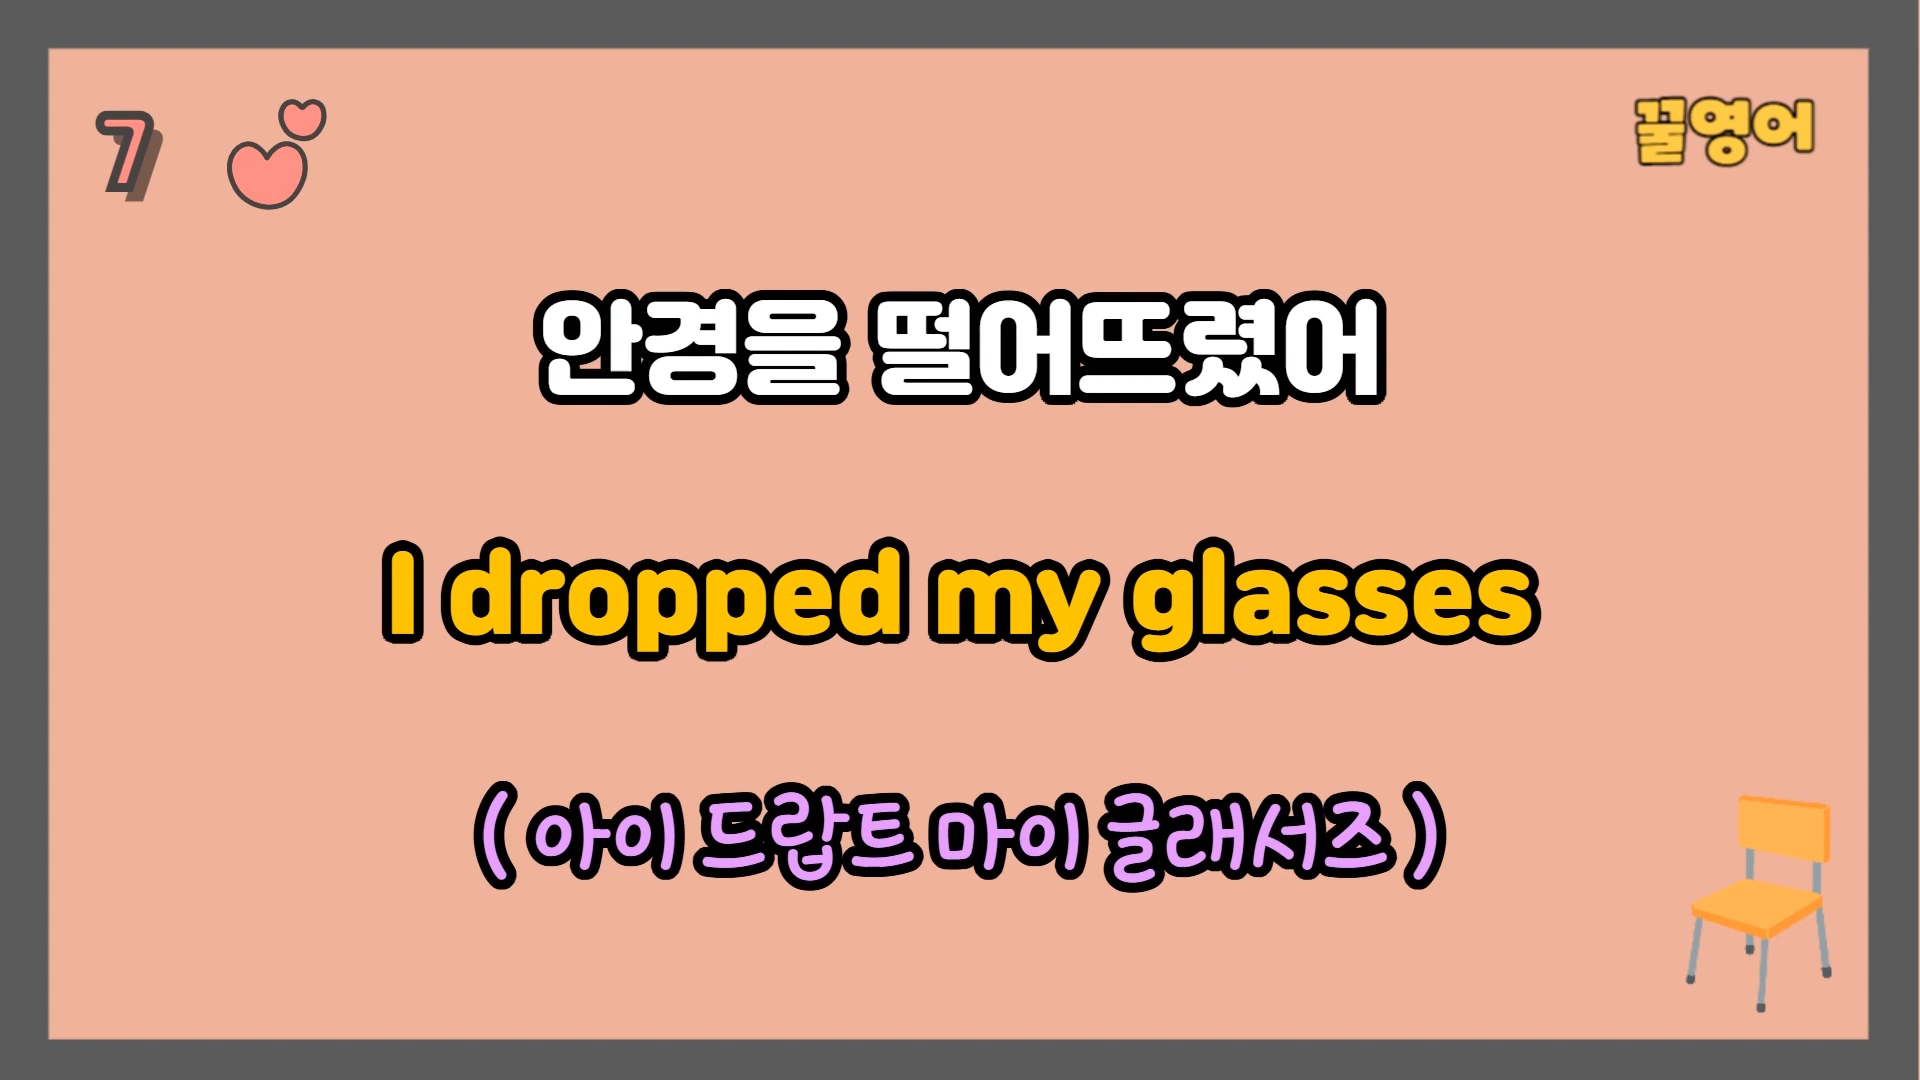 7
꿀영어
안경을 떨어뜨렸어
I dropped my glasses
( 아이 드랍트 마이 글래서즈 )